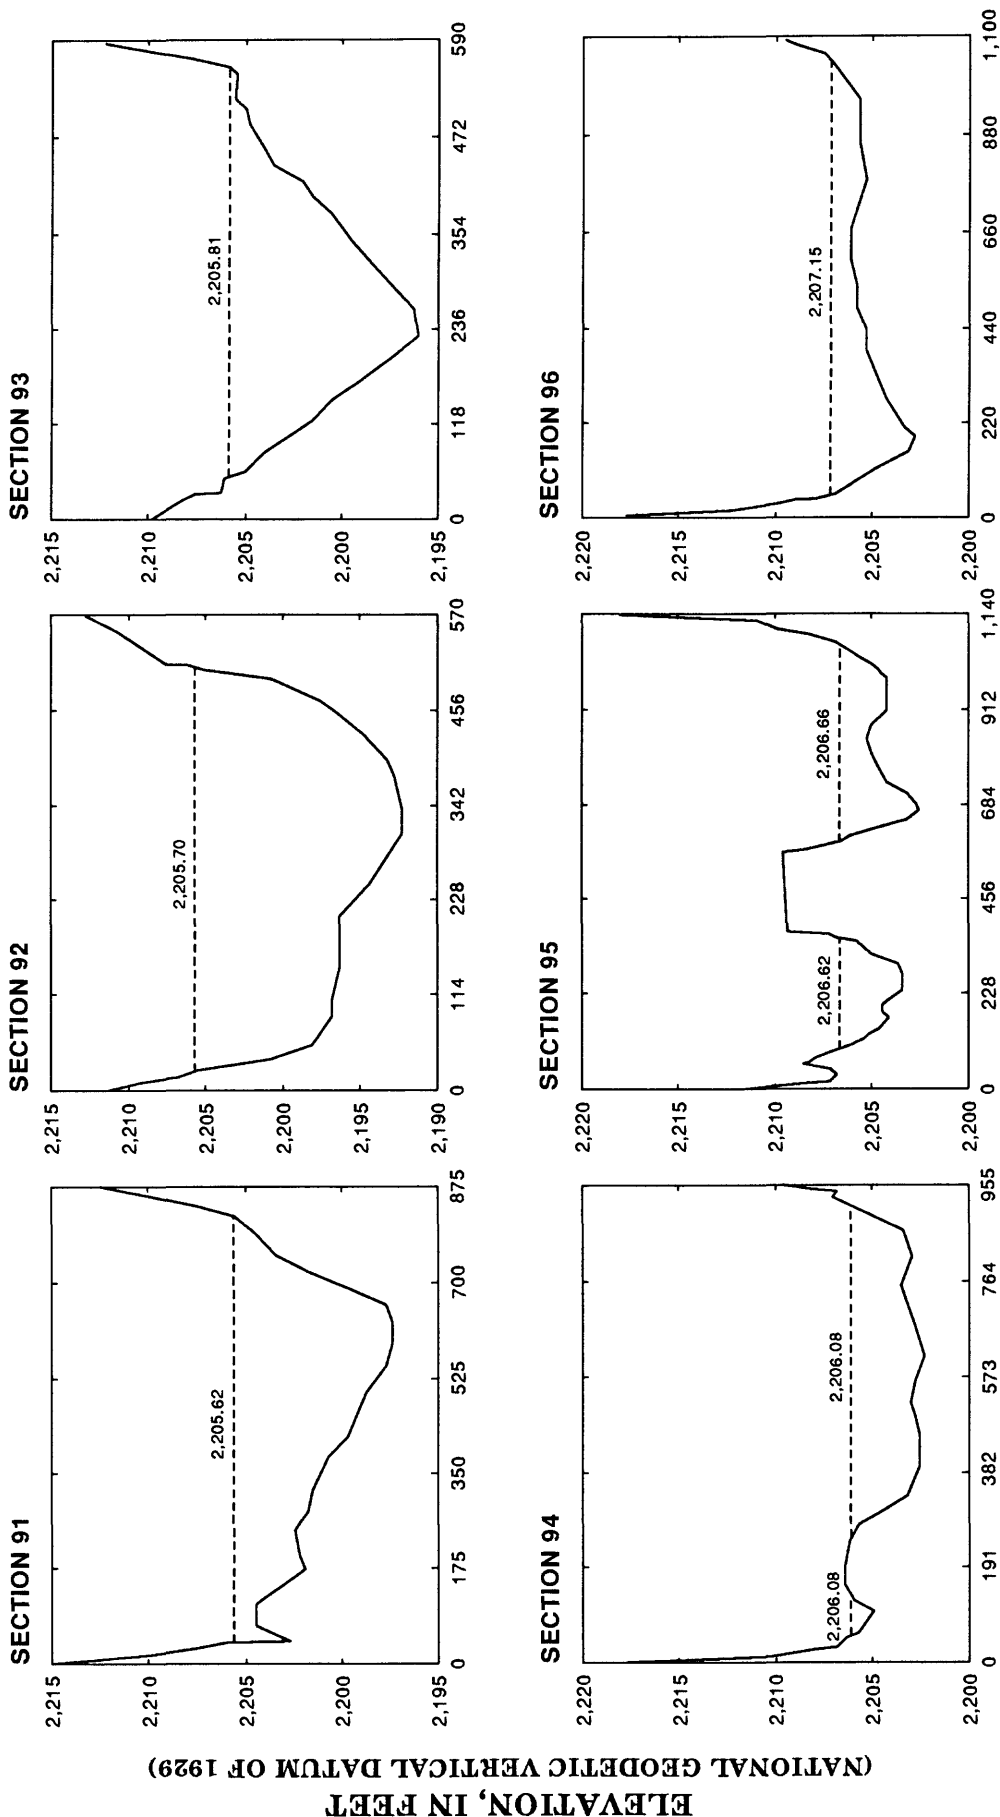 ELEVATION, IN FEET
(NATIONAL GEODETIC VERTICAL DATUM OF 1929)
SECTION 91
2,215
2,210
2,205
2,200
2,195
2,205.62
0 175 350 525 700 875
SECTION 92
2,215
2,210
2,205
2,200
2,195
2,190
2,205.70
0 114 228 342 456 570
SECTION 93
2,215
2,210
2,205
2,200
2,195
2,205.81
0 118 236 354 472 590
SECTION 94
2,220
2,215
2,210
2,205
2,200
2,206.08 2,206.08
0 191 382 573 764 955
SECTION 95
2,220
2,215
2,210
2,205
2,200
2,206.62 2,206.66
0 228 456 684 912 1,140
SECTION 96
2,220
2,215
2,210
2,205
2,200
2,207.15
0 220 440 660 880 1,100